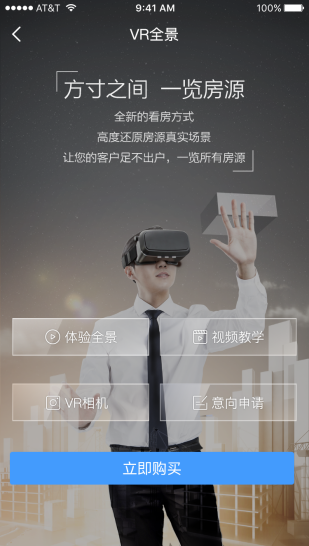 AT&T 9:41 AM 100%
VR全景
方寸之间 一览房源
全新的看房方式
高度还原房源真实场景
让您的客户足不出户，一览所有房源
体验全景 视频教学
VR相机 意向申请
立即购买